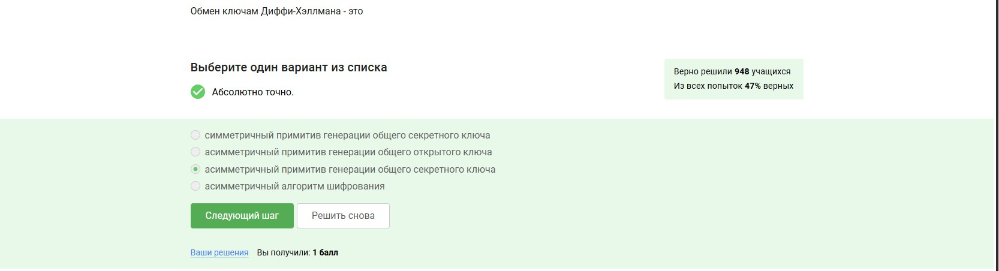 Обмен ключам Диффи-Хэллмана - это
Выберите один вариант из списка
Абсолютно точно.
Верно решили 948 учащихся
Из всех попыток 47% верных
симметричный примитив генерации общего секретного ключа
асимметричный примитив генерации общего открытого ключа
асимметричный примитив генерации общего секретного ключа
асимметричный алгоритм шифрования
Следующий шаг
Решить снова
Ваши решения
Вы получили: 1 балл